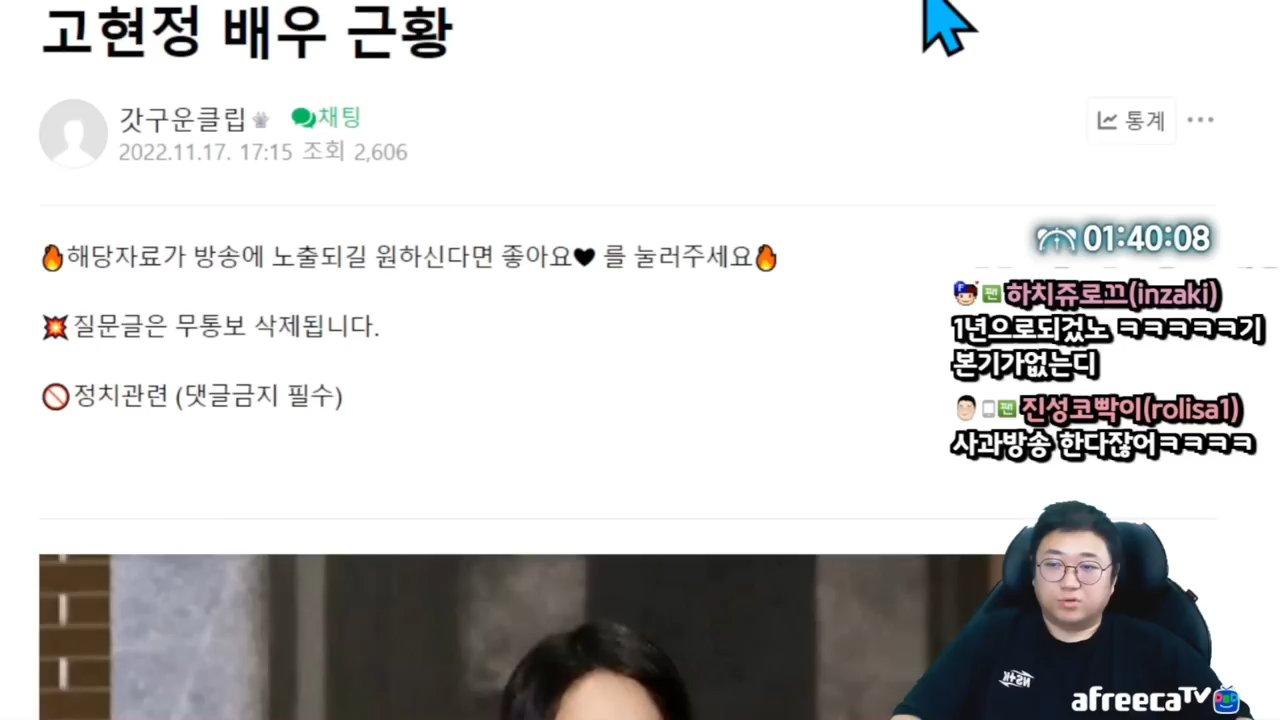 고현정 배우 근황
갓구운클립
채팅
2022.11.17. 17:15 조회 2,606
통계
🔥해당자료가 방송에 노출되길 원하신다면 좋아요♥ 를 눌러주세요🔥
💥질문글은 무통보 삭제됩니다.
🚫정치관련 (댓글금지 필수)
01:40:08
하치쥬로끄(inzaki)
1년으로되겄노 ㅋㅋㅋㅋㅋ기
본기가없는디
진성코빡이(rolisa1)
사과방송 한다잖어ㅋㅋㅋㅋ
afreecaTV